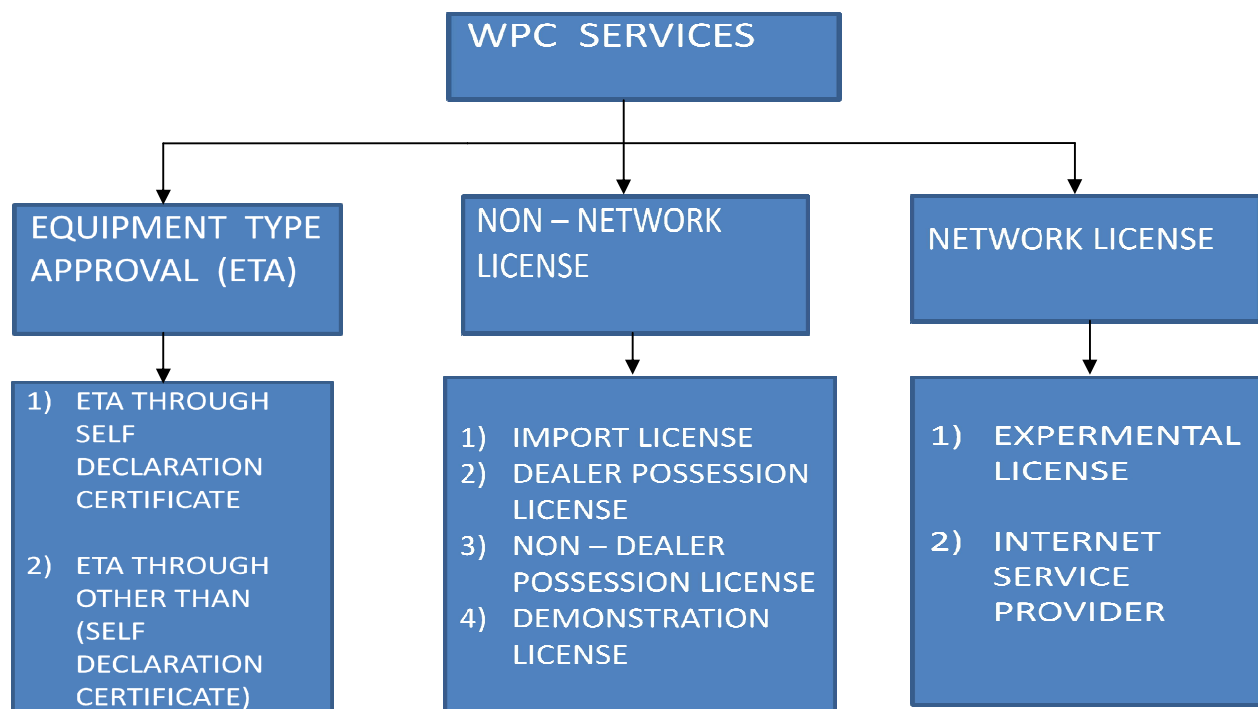 WPC SERVICES
EQUIPMENT TYPE
APPROVAL (ETA)
NON – NETWORK
LICENSE
NETWORK LICENSE
1) ETA THROUGH
SELF
DECLARATION
CERTIFICATE
2) ETA THROUGH
OTHER THAN
(SELF
DECLARATION
CERTIFICATE)
1) IMPORT LICENSE
2) DEALER POSSESSION
LICENSE
3) NON – DEALER
POSSESSION LICENSE
4) DEMONSTRATION
LICENSE
1) EXPERMENTAL
LICENSE
2) INTERNET
SERVICE
PROVIDER